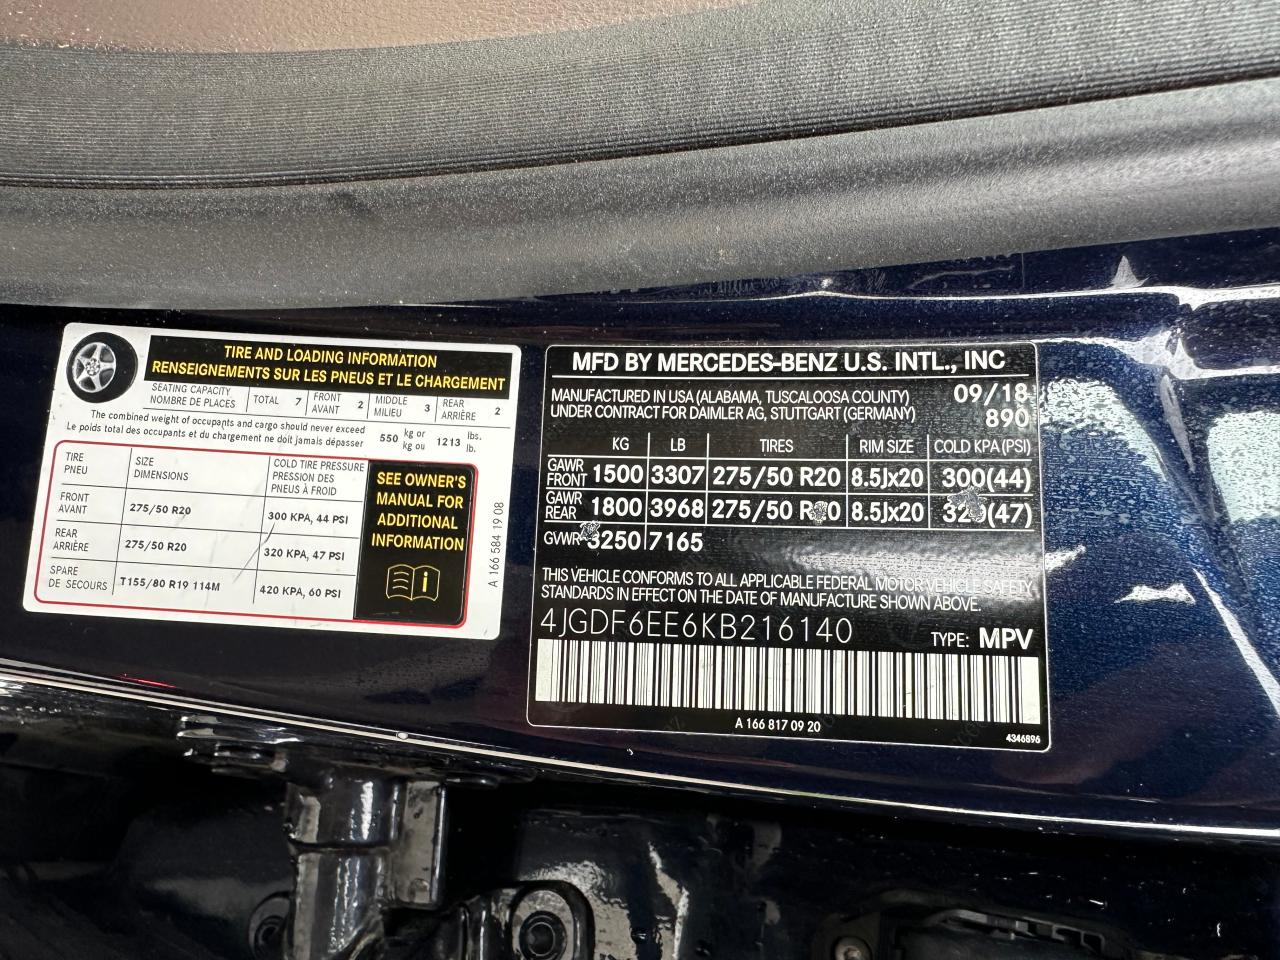 TIRE AND LOADING INFORMATION
RENSEIGNEMENTS SUR LES PNEUS ET LE CHARGEMENT
SEATING CAPACITY
NOMBRE DE PLACES
TOTAL 7
FRONT
AVANT 2
MIDDLE
MILIEU 3
REAR
ARRIÈRE 2
The combined weight of occupants and cargo should never exceed
Le poids total des occupants et du chargement ne doit jamais dépasser
550 kg or
kg ou
1213 lbs.
lb.
TIRE
PNEU
SIZE
DIMENSIONS
COLD TIRE PRESSURE
PRESSION DES
PNEUS À FROID
FRONT
AVANT
275/50 R20
300 KPA, 44 PSI
REAR
ARRIÈRE
275/50 R20
320 KPA, 47 PSI
SPARE
DE SECOURS
T155/80 R19 114M
420 KPA, 60 PSI
SEE OWNER'S
MANUAL FOR
ADDITIONAL
INFORMATION
i
A 166 584 19 08
MFD BY MERCEDES-BENZ U.S. INTL., INC
MANUFACTURED IN USA (ALABAMA, TUSCALOOSA COUNTY) 09/18
UNDER CONTRACT FOR DAIMLER AG, STUTTGART (GERMANY) 890
KG LB TIRES RIM SIZE COLD KPA (PSI)
GAWR
FRONT 1500 3307 275/50 R20 8.5Jx20 300(44)
GAWR
REAR 1800 3968 275/50 R20 8.5Jx20 320(47)
GVWR 3250 7165
THIS VEHICLE CONFORMS TO ALL APPLICABLE FEDERAL MOTOR VEHICLE SAFETY
STANDARDS IN EFFECT ON THE DATE OF MANUFACTURE SHOWN ABOVE.
4JGDF6EE6KB216140
TYPE: MPV
A 166 817 09 20
4346896